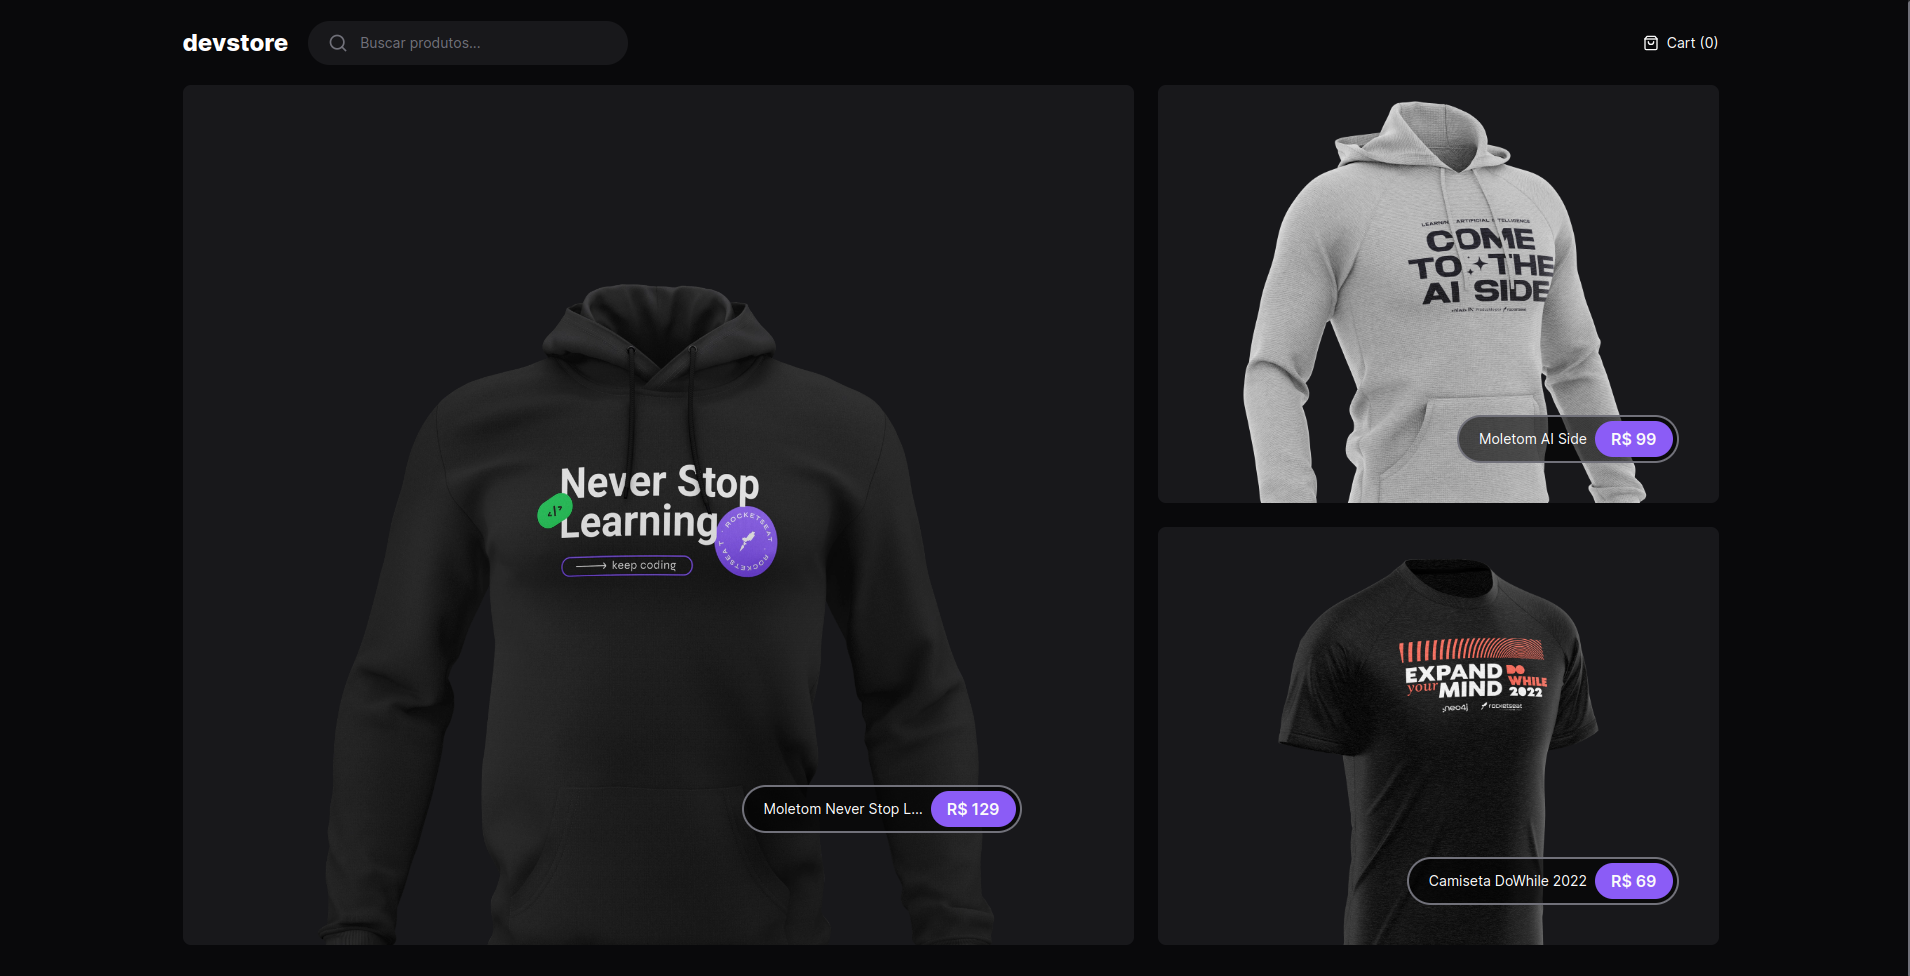 devstore
Buscar produtos...
Cart (0)
Never Stop
Learning
</>
ROCKETSEAT · ROCKETSEAT
keep coding
Moletom Never Stop L...
R$ 129
LEARNING ARTIFICIAL INTELLIGENCE
COME
TO THE
AI SIDE
rocketseat
Moletom AI Side
R$ 99
EXPAND
your MIND
DO
WHILE
2022
neo4j
rocketseat
Camiseta DoWhile 2022
R$ 69